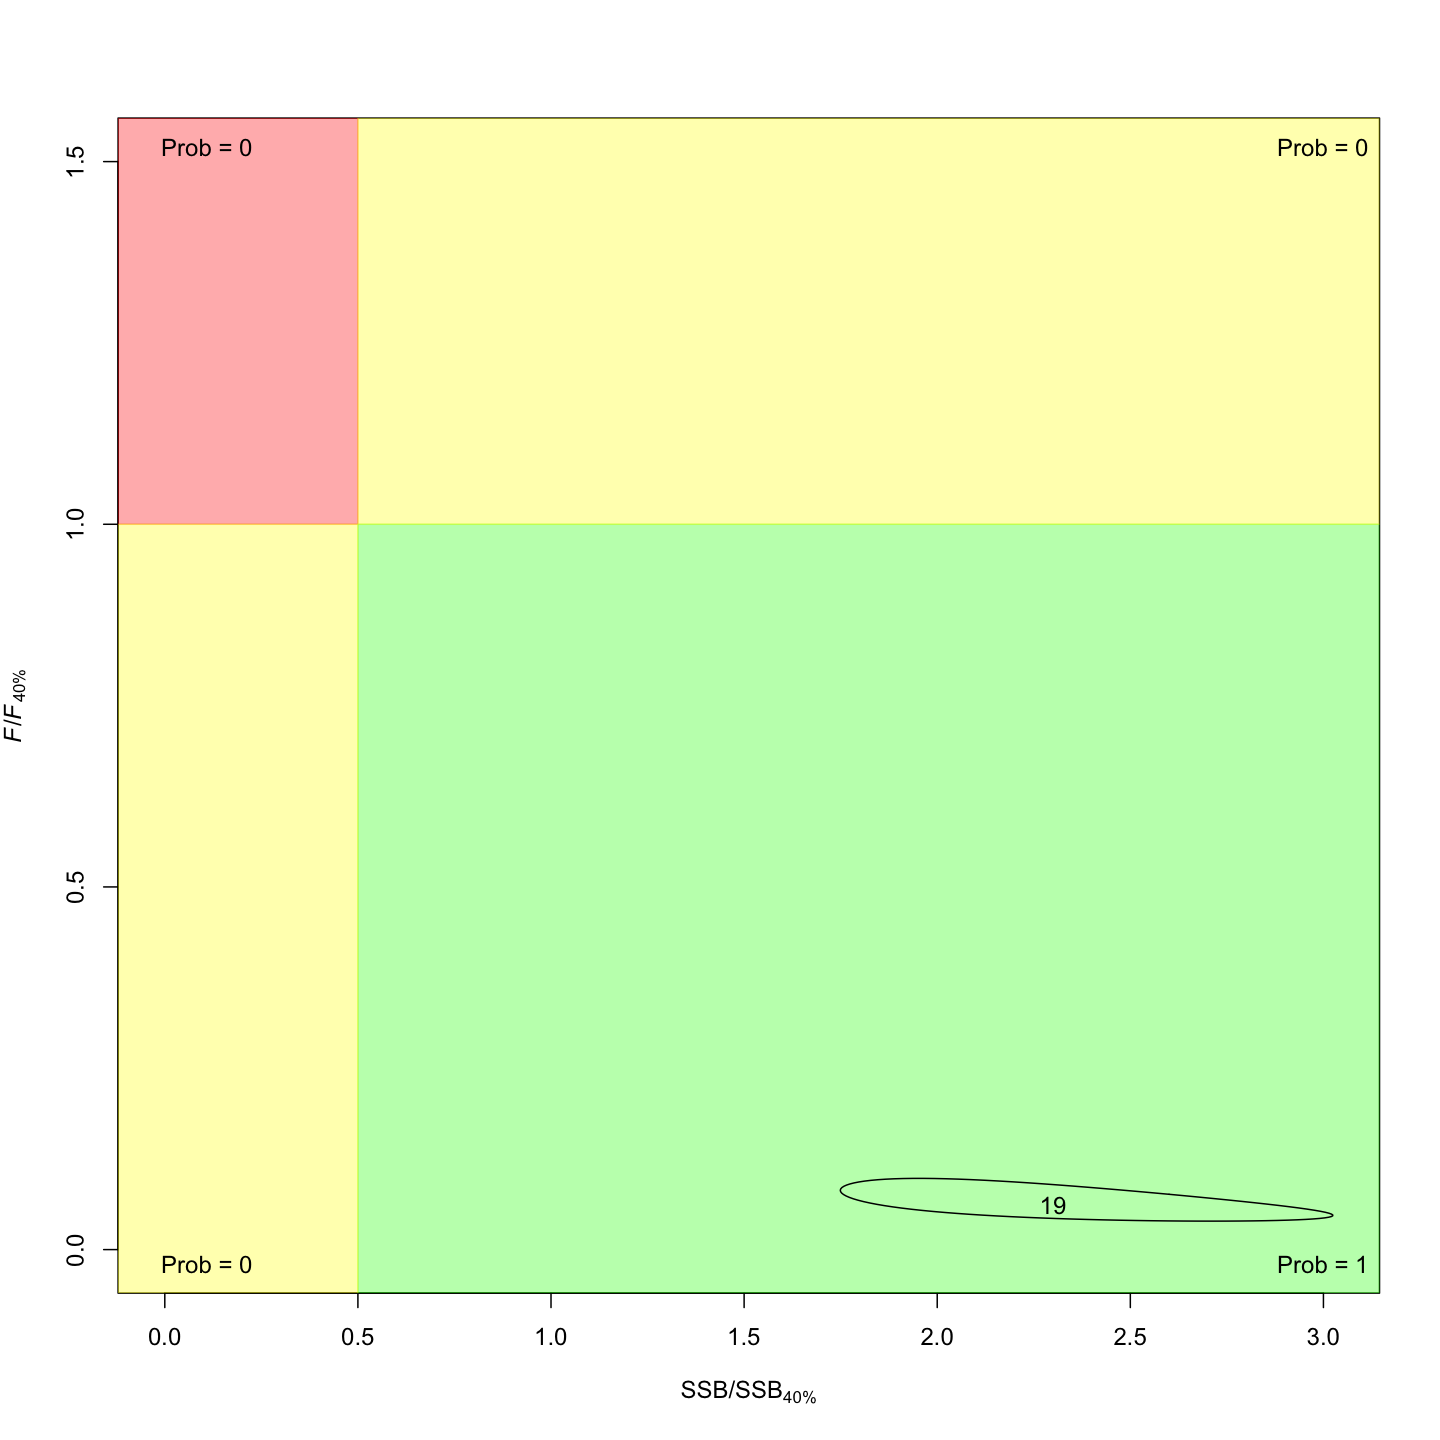 Prob = 0
Prob = 0
1.5
1.0
0.5
0.0
F/F40%
19
Prob = 0
Prob = 1
0.0 0.5 1.0 1.5 2.0 2.5 3.0
SSB/SSB40%